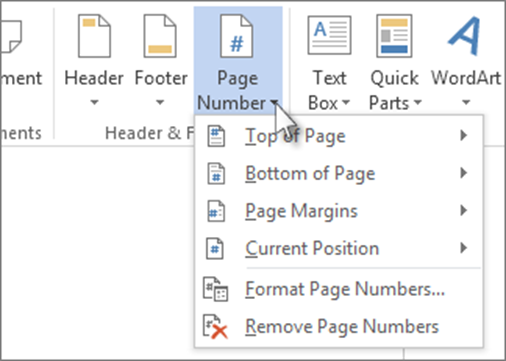 ment
Header
Footer
Page
Number
Text
Box
Quick
Parts
WordArt
ments
Header & F
Top of Page
Bottom of Page
Page Margins
Current Position
Format Page Numbers...
Remove Page Numbers